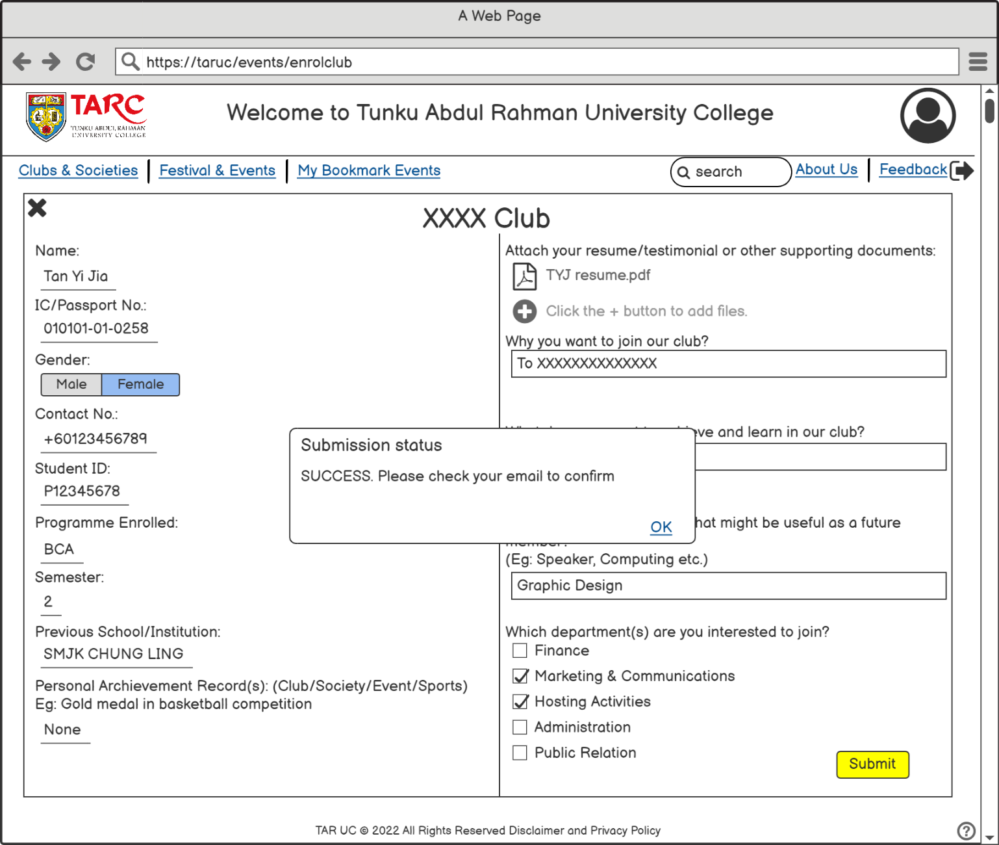 A Web Page
https://taruc/events/enrolclub
TARC
TUNKU ABDUL RAHMAN
UNIVERSITY COLLEGE
Welcome to Tunku Abdul Rahman University College
Clubs & Societies
Festival & Events
My Bookmark Events
search
About Us
Feedback
XXXX Club
Name:
Tan Yi Jia
IC/Passport No.:
010101-01-0258
Gender:
Male
Female
Contact No.:
+60123456789
Student ID:
P12345678
Programme Enrolled:
BCA
Semester:
2
Previous School/Institution:
SMJK CHUNG LING
Personal Archievement Record(s): (Club/Society/Event/Sports)
Eg: Gold medal in basketball competition
None
Attach your resume/testimonial or other supporting documents:
TYJ resume.pdf
Click the + button to add files.
Why you want to join our club?
To XXXXXXXXXXXXXX
and learn in our club?
might be useful as a future
(Eg: Speaker, Computing etc.)
Graphic Design
Which department(s) are you interested to join?
Finance
Marketing & Communications
Hosting Activities
Administration
Public Relation
Submit
Submission status
SUCCESS. Please check your email to confirm
OK
TAR UC © 2022 All Rights Reserved Disclaimer and Privacy Policy